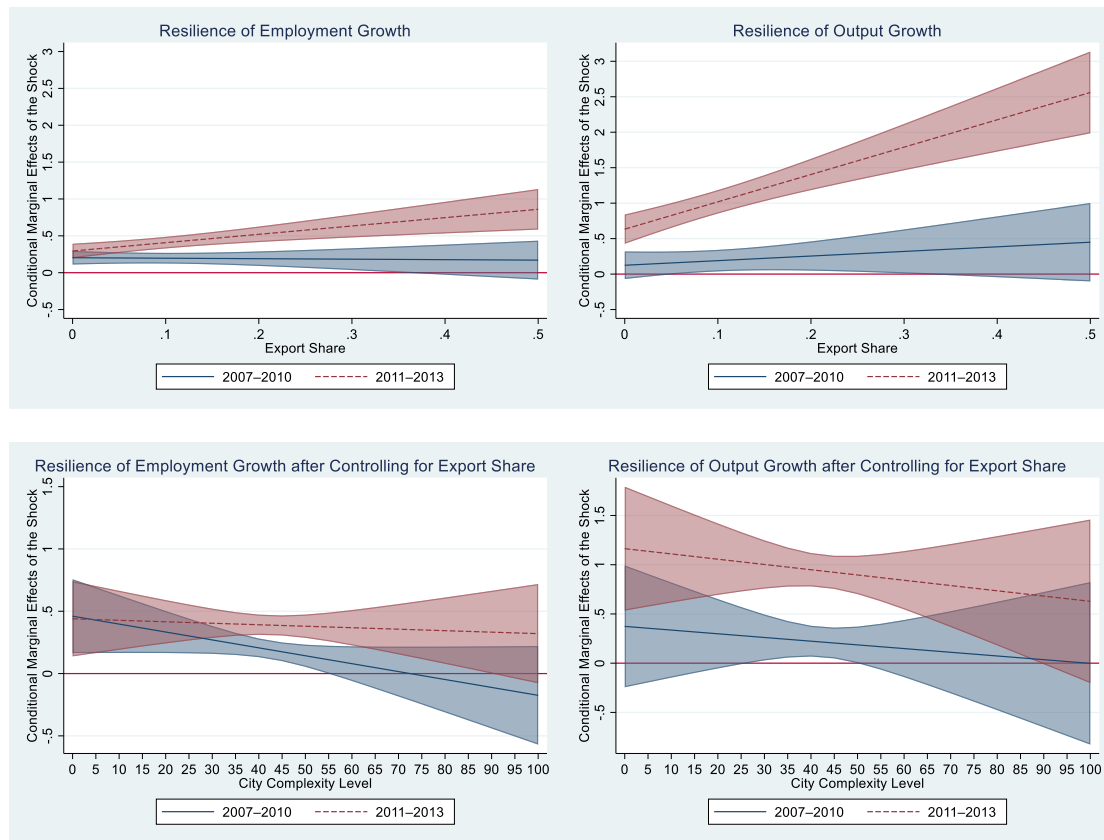 Resilience of Employment Growth
Conditional Marginal Effects of the Shock
3
2.5
2
1.5
1
.5
0
-.5
0 .1 .2 .3 .4 .5
Export Share
2007–2010 2011–2013
Resilience of Output Growth
Conditional Marginal Effects of the Shock
3
2.5
2
1.5
1
.5
0
-.5
0 .1 .2 .3 .4 .5
Export Share
2007–2010 2011–2013
Resilience of Employment Growth after Controlling for Export Share
Conditional Marginal Effects of the Shock
1.5
1
.5
0
-.5
0 5 10 15 20 25 30 35 40 45 50 55 65 60 70 75 80 85 90 95 100
City Complexity Level
2007–2010 2011–2013
Resilience of Output Growth after Controlling for Export Share
Conditional Marginal Effects of the Shock
1.5
1
.5
0
-.5
0 5 10 15 20 25 30 35 40 45 50 55 65 60 70 75 80 85 90 95 100
City Complexity Level
2007–2010 2011–2013